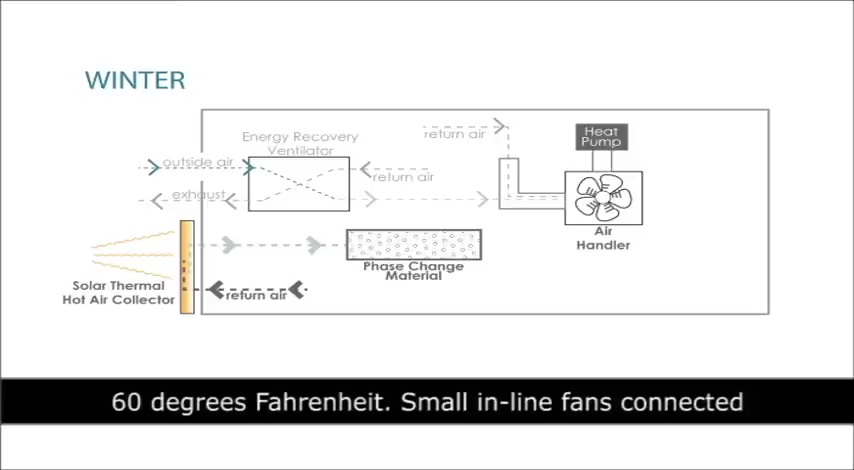 WINTER
Energy Recovery
Ventilator
return air
Heat
Pump
outside air
return air
exhaust
Air
Handler
Phase Change
Material
Solar Thermal
Hot Air Collector
return air
60 degrees Fahrenheit. Small in-line fans connected